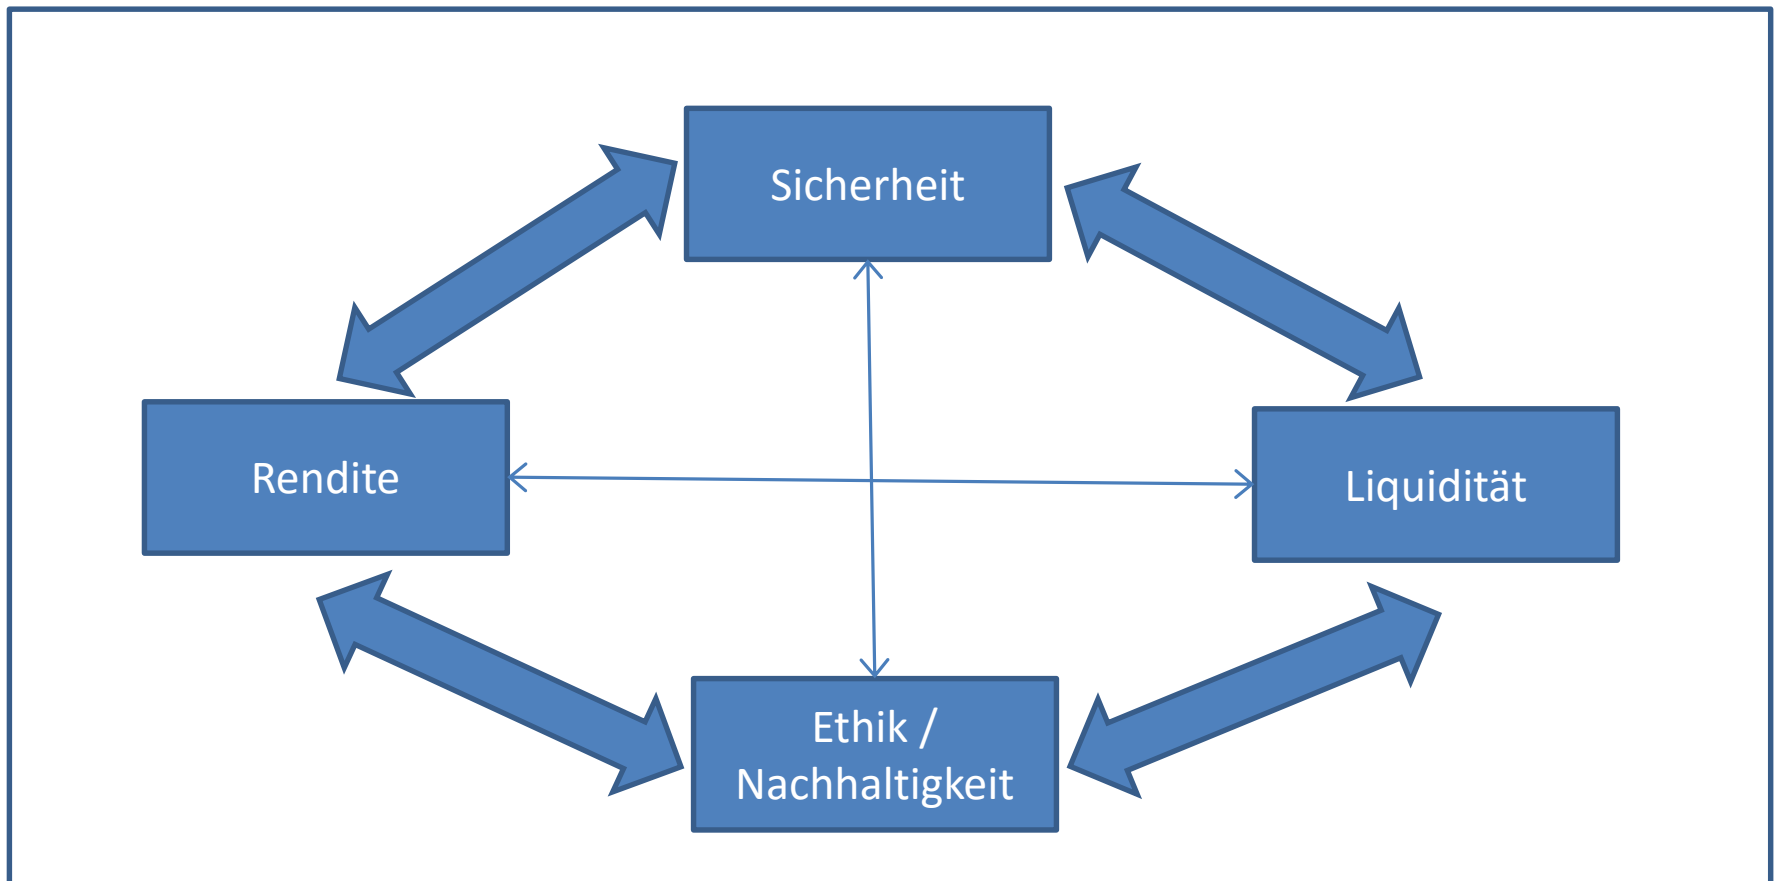 Sicherheit
Rendite
Liquidität
Ethik /
Nachhaltigkeit